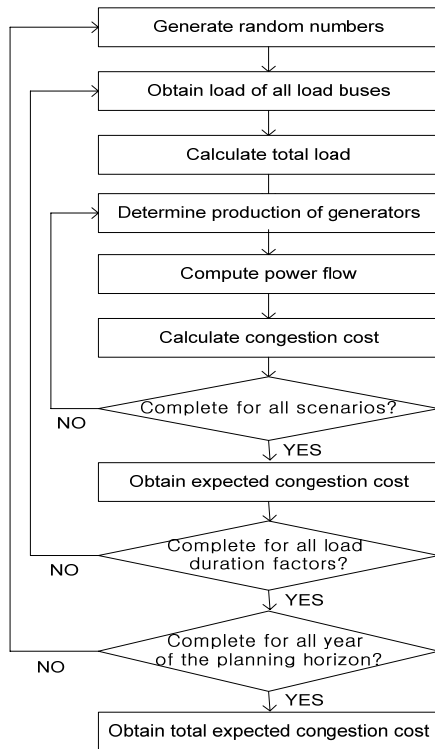 Generate random numbers
Obtain load of all load buses
Calculate total load
Determine production of generators
Compute power flow
Calculate congestion cost
Complete for all scenarios?
NO
YES
Obtain expected congestion cost
Complete for all load
duration factors?
NO
YES
Complete for all year
of the planning horizon?
NO
YES
Obtain total expected congestion cost